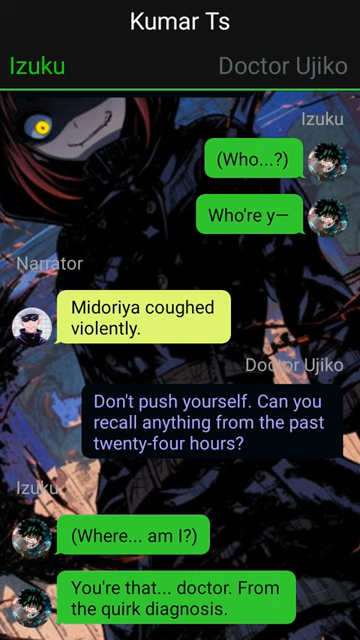 Kumar Ts
Izuku
Doctor Ujiko
Izuku
(Who...?)
Who're y—
Narrator
Midoriya coughed
violently.
Doctor Ujiko
Don't push yourself. Can you
recall anything from the past
twenty-four hours?
Izuku
(Where... am I?)
You're that... doctor. From
the quirk diagnosis.